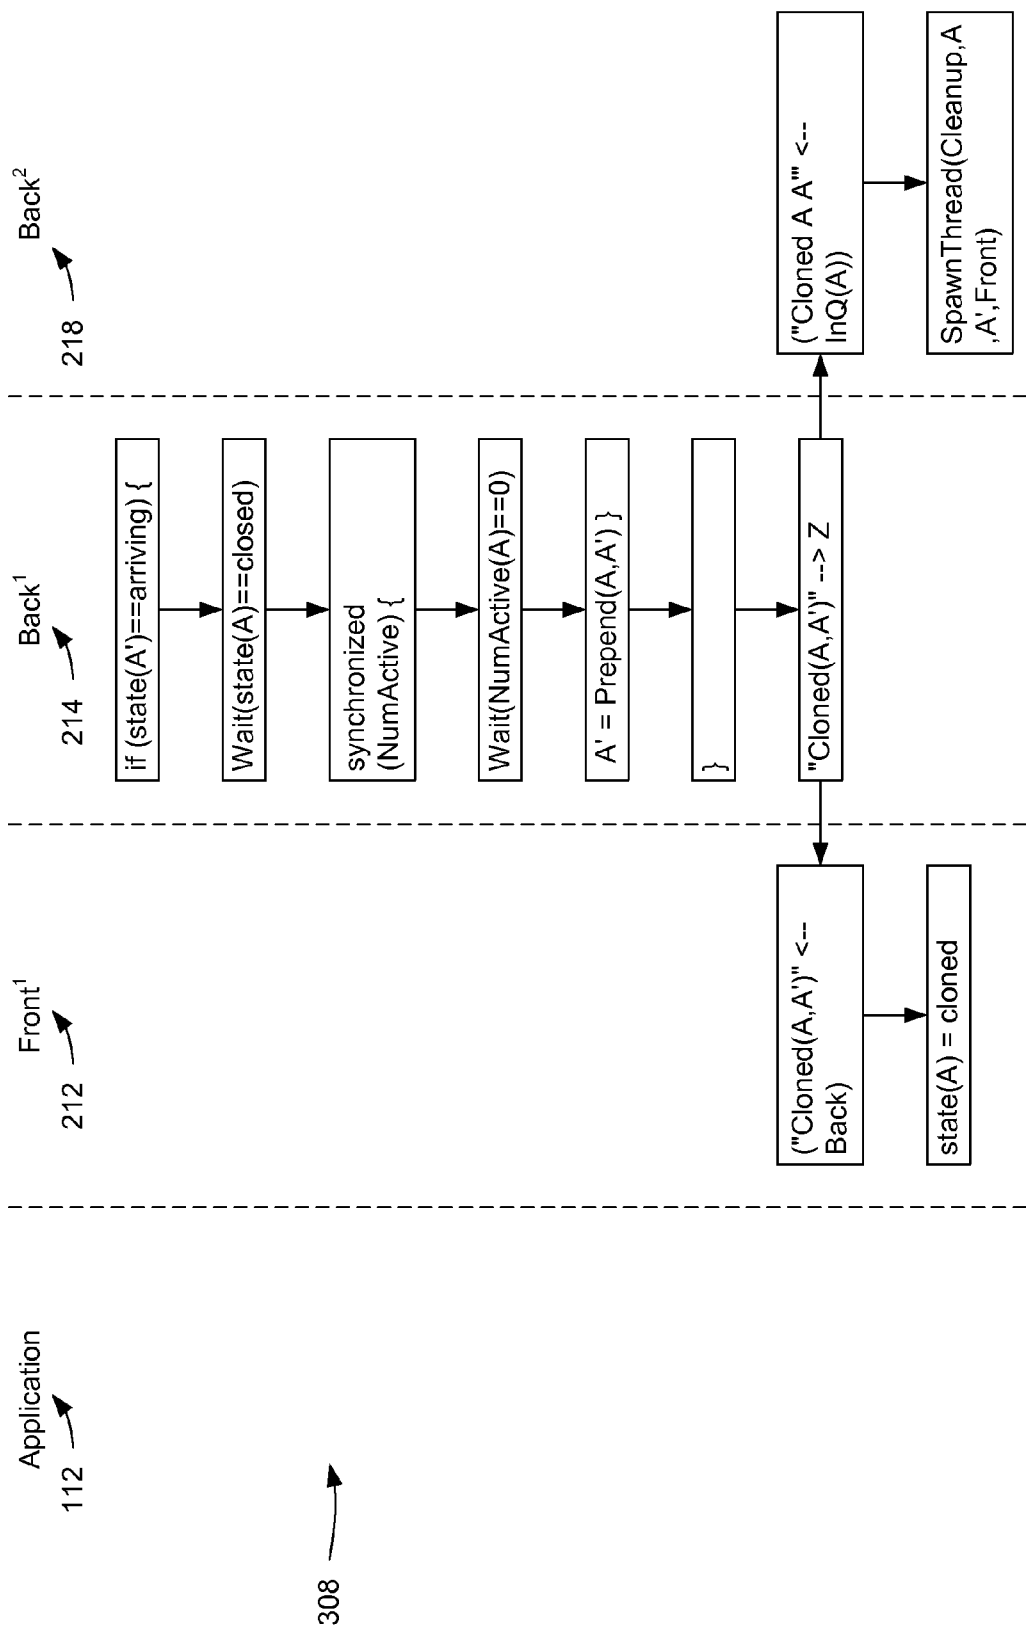 Application
112
Front1
212
Back1
214
Back2
218
308
if (state(A')==arriving) {
Wait(state(A)==closed)
synchronized
(NumActive) {
Wait(NumActive(A)==0)
A' = Prepend(A,A') }
}
"Cloned(A,A')" --> Z
("Cloned(A,A')" <--
Back)
state(A) = cloned
("Cloned A A'" <--
InQ(A))
SpawnThread(Cleanup,A
,A',Front)